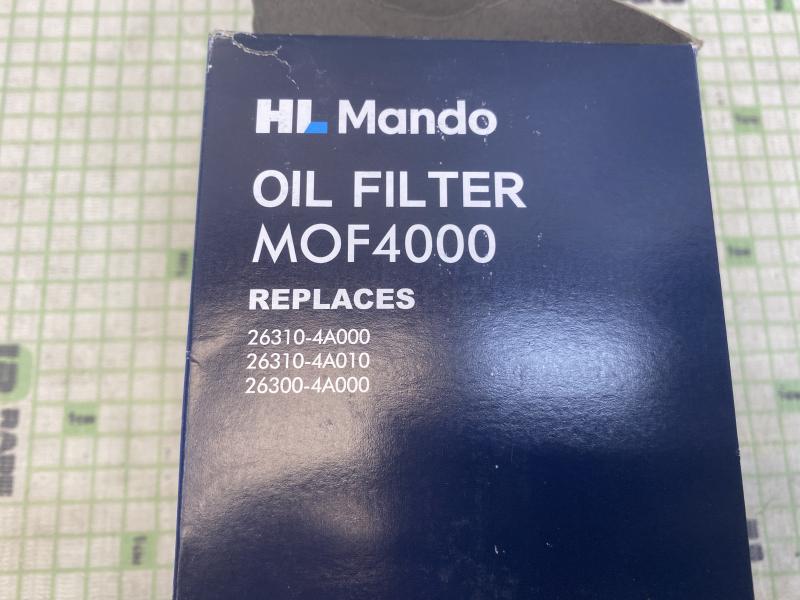 HL Mando
OIL FILTER
MOF4000
REPLACES
26310-4A000
26310-4A010
26300-4A000